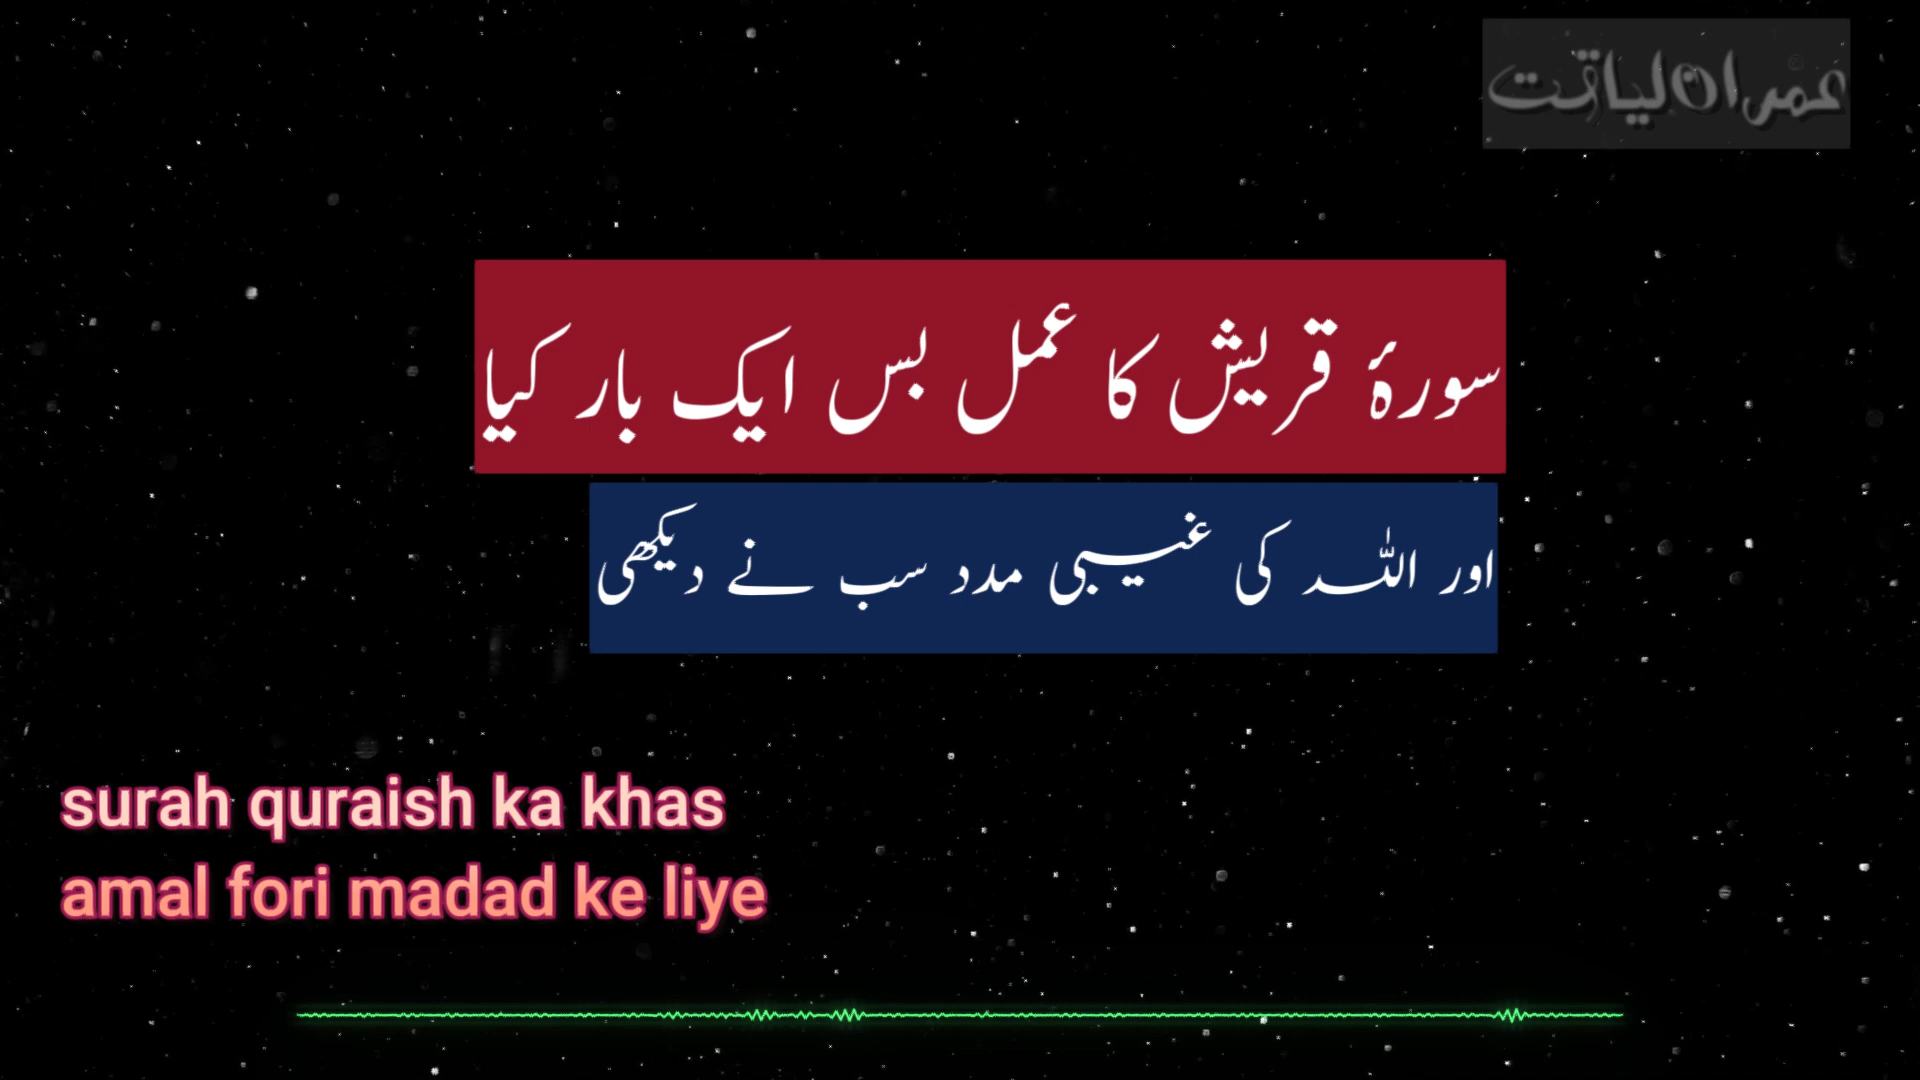 عمران لیاقت
سورۂ قریش کا عمل بس ایک بار کیا
اور اللہ کی غیبی مدد سب نے دیکھی
surah quraish ka khas
amal fori madad ke liye